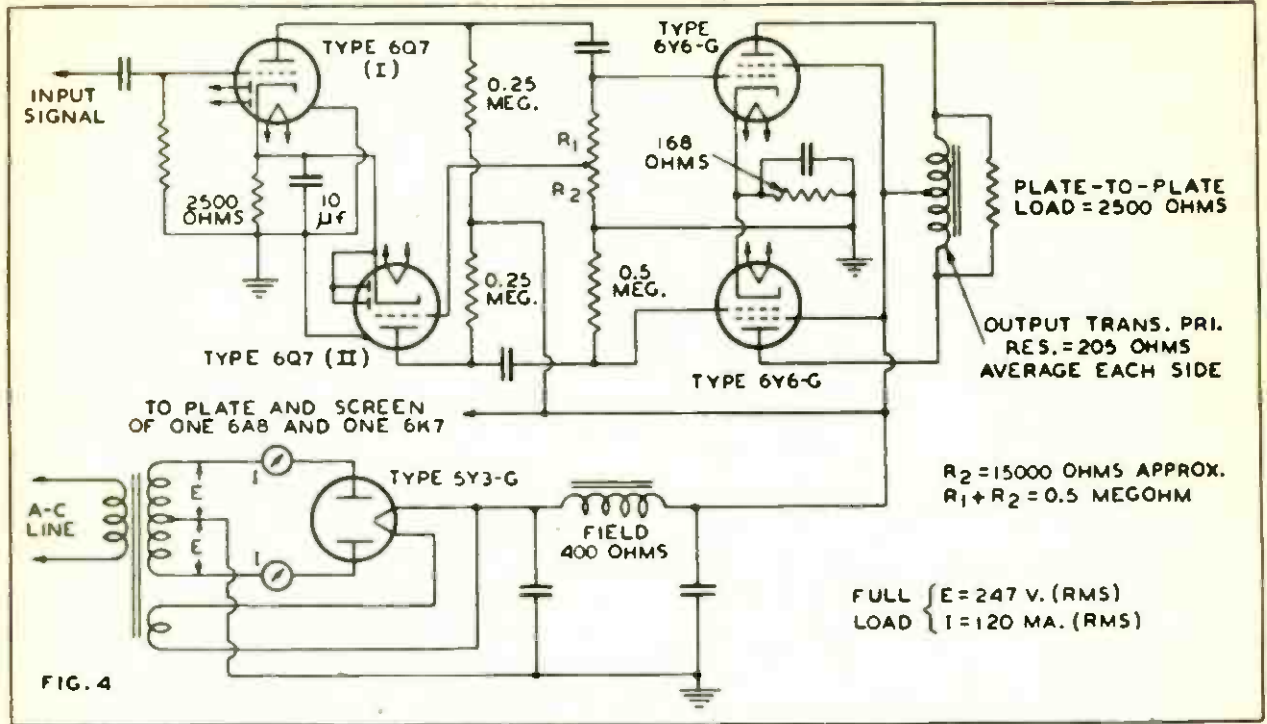 TYPE 6Q7
(I)
INPUT
SIGNAL
2500
OHMS
10
µf
0.25
MEG.
R1
R2
TYPE
6Y6-G
168
OHMS
PLATE-TO-PLATE
LOAD = 2500 OHMS
0.25
MEG.
0.5
MEG.
TYPE 6Q7 (II)
TYPE 6Y6-G
OUTPUT TRANS. PRI.
RES. = 205 OHMS
AVERAGE EACH SIDE
TO PLATE AND SCREEN
OF ONE 6A8 AND ONE 6K7
A-C
LINE
E
E
I
I
TYPE 5Y3-G
FIELD
400 OHMS
R2 = 15000 OHMS APPROX.
R1 + R2 = 0.5 MEGOHM
FULL LOAD { E = 247 V. (RMS)
I = 120 MA. (RMS)
FIG. 4